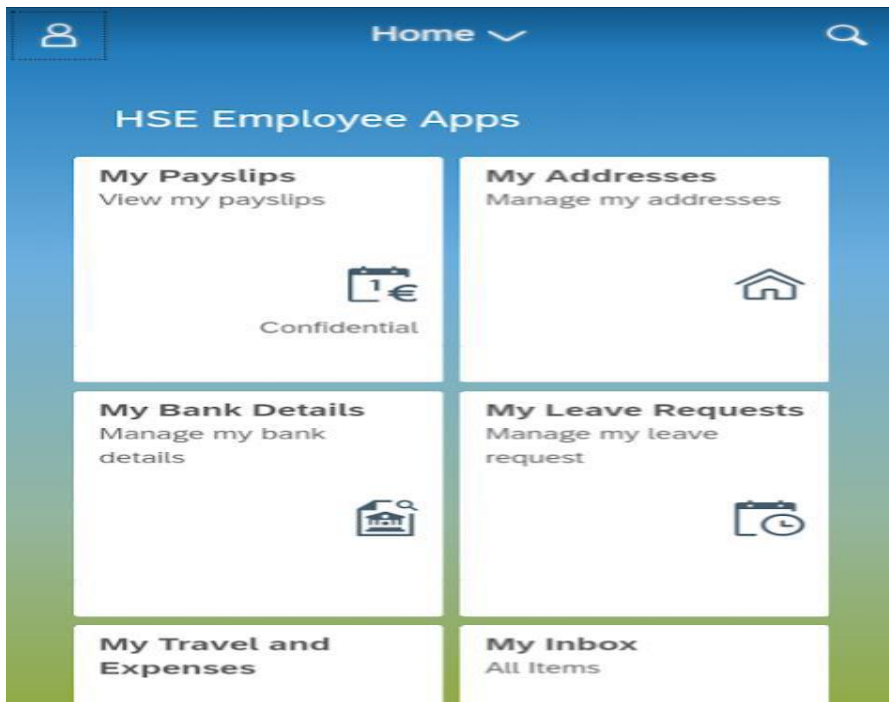 Home
HSE Employee Apps
My Payslips
View my payslips
1 €
Confidential
My Addresses
Manage my addresses
My Bank Details
Manage my bank
details
My Leave Requests
Manage my leave
request
My Travel and
Expenses
My Inbox
All Items